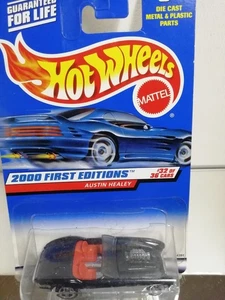 GUARANTEED
FOR LIFE
DIE CAST
METAL & PLASTIC
PARTS
Hot Wheels
MATTEL
2000 FIRST EDITIONS™
#32 OF
36 CARS
AUSTIN HEALEY